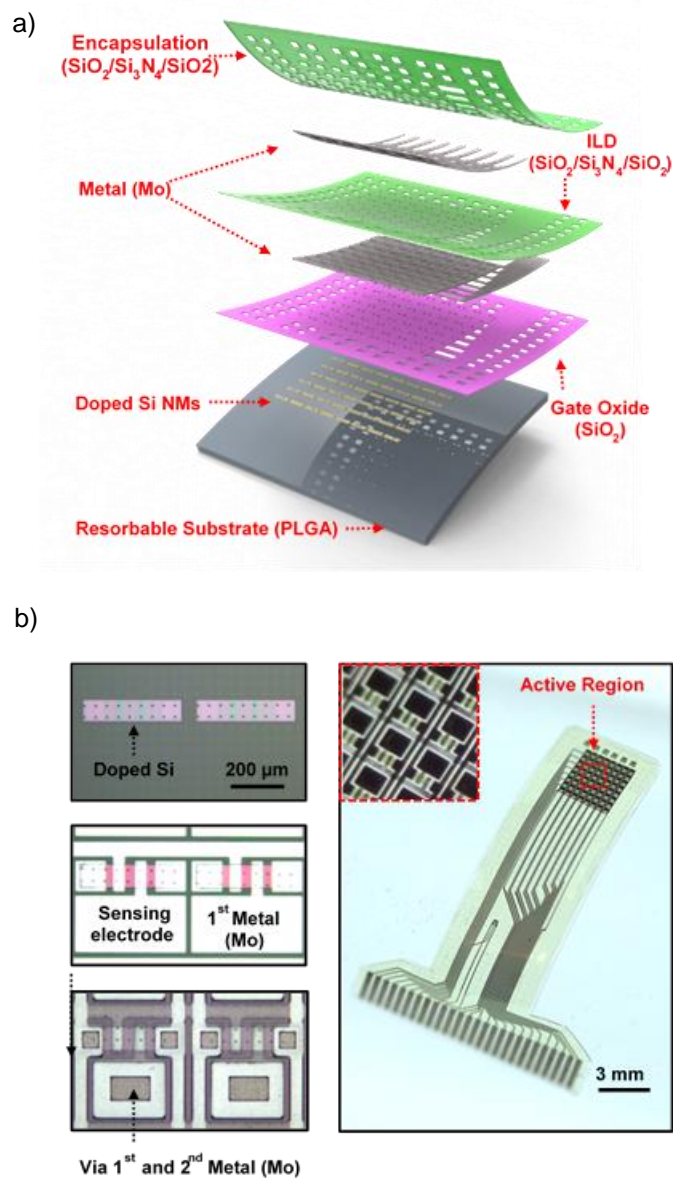 a)
Encapsulation
(SiO₂/Si₃N₄/SiO2)
ILD
(SiO₂/Si₃N₄/SiO₂)
Metal (Mo)
Doped Si NMs
Gate Oxide
(SiO₂)
Resorbable Substrate (PLGA)
b)
Doped Si
200 µm
Sensing
electrode
1ˢᵗ Metal
(Mo)
Via 1ˢᵗ and 2ⁿᵈ Metal (Mo)
Active Region
3 mm